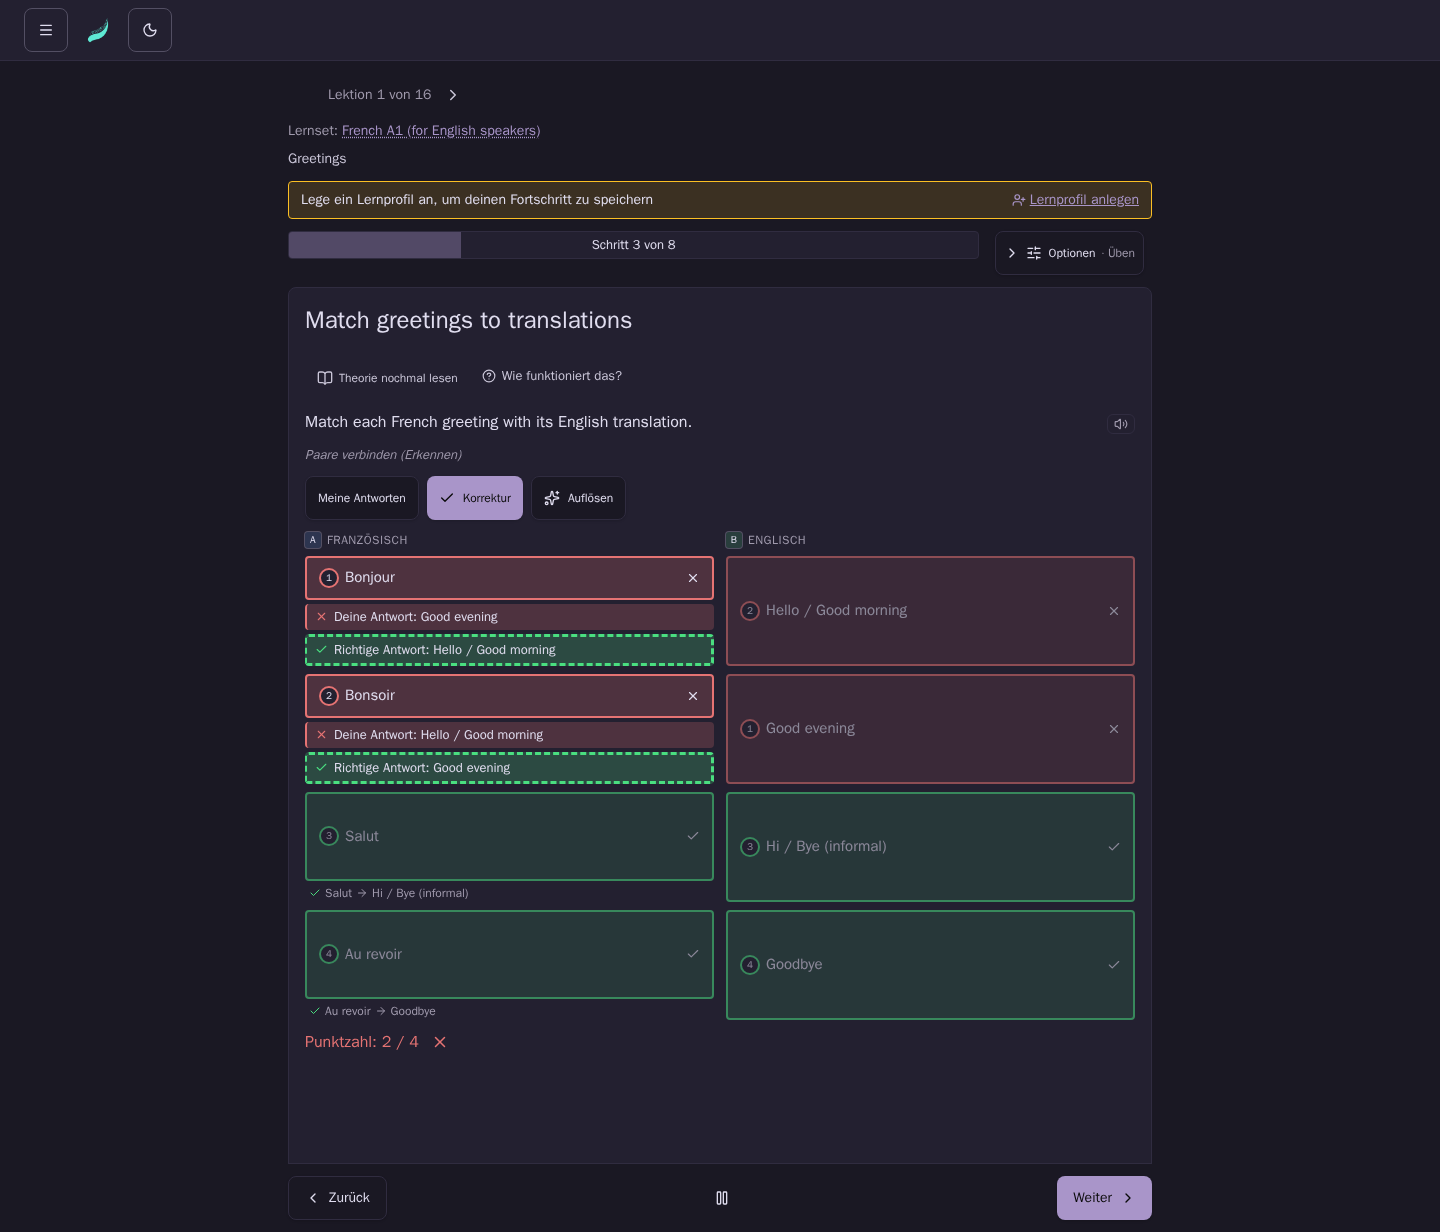 Lektion 1 von 16
Lernset: French A1 (for English speakers)
Greetings
Lege ein Lernprofil an, um deinen Fortschritt zu speichern
Lernprofil anlegen
Schritt 3 von 8
Optionen · Üben
Match greetings to translations
Theorie nochmal lesen
Wie funktioniert das?
Match each French greeting with its English translation.
Paare verbinden (Erkennen)
Meine Antworten
Korrektur
Auflösen
A FRANZÖSISCH
B ENGLISCH
1 Bonjour
Deine Antwort: Good evening
Richtige Antwort: Hello / Good morning
2 Hello / Good morning
2 Bonsoir
Deine Antwort: Hello / Good morning
Richtige Antwort: Good evening
1 Good evening
3 Salut
Salut → Hi / Bye (informal)
3 Hi / Bye (informal)
4 Au revoir
Au revoir → Goodbye
4 Goodbye
Punktzahl: 2 / 4
Zurück
Weiter